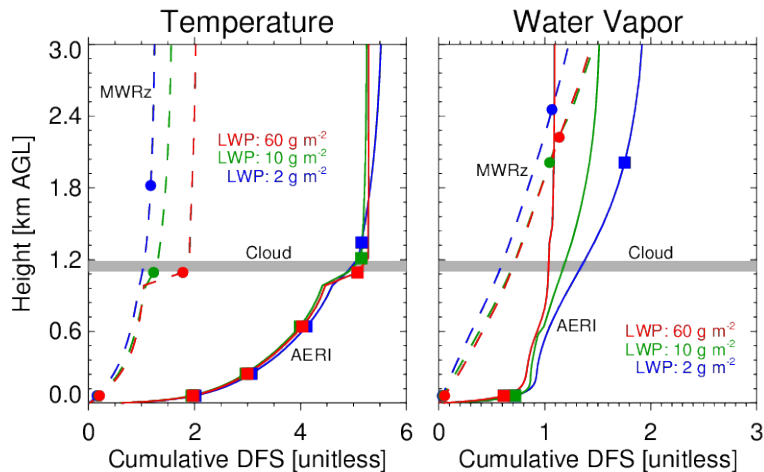 Temperature
Water Vapor
Height [km AGL]
3.0
2.4
1.8
1.2
0.6
0.0
MWRz
LWP: 60 g m⁻²
LWP: 10 g m⁻²
LWP: 2 g m⁻²
Cloud
AERI
0
2
4
6
Cumulative DFS [unitless]
MWRz
Cloud
AERI
LWP: 60 g m⁻²
LWP: 10 g m⁻²
LWP: 2 g m⁻²
0
1
2
3
Cumulative DFS [unitless]